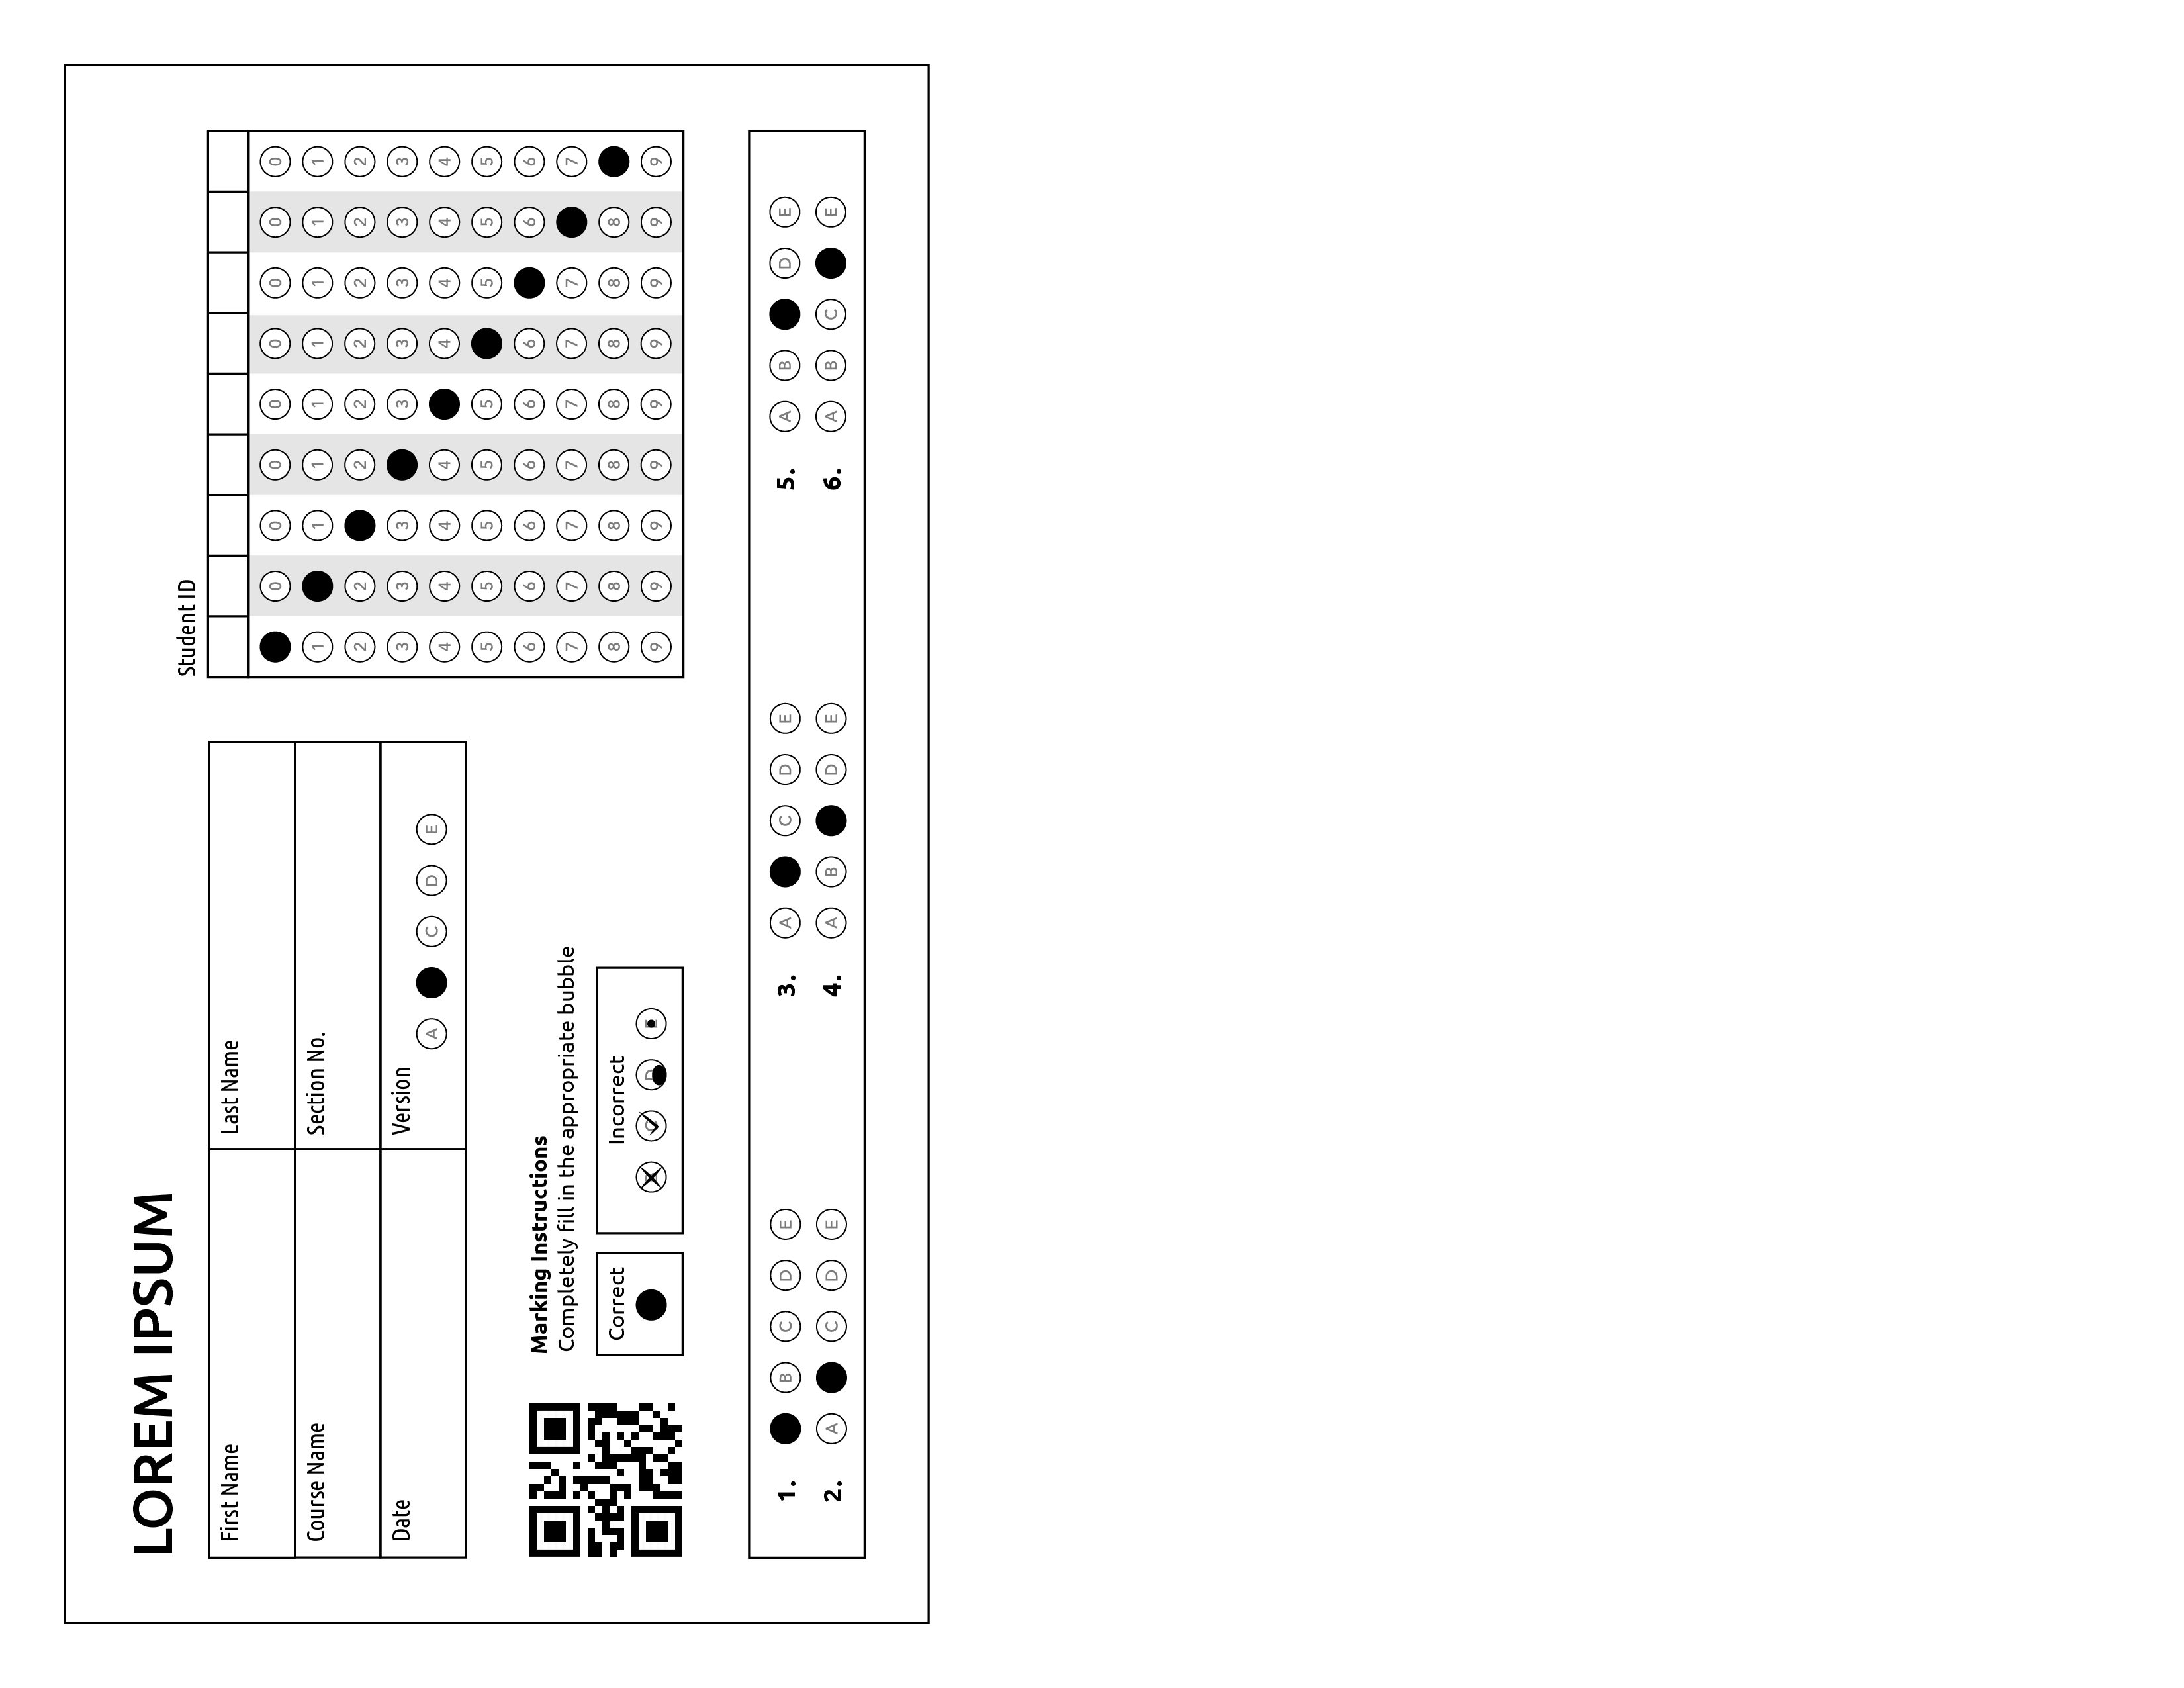 LOREM IPSUM
First Name
Last Name
Course Name
Section No.
Date
Version
A C D E
Student ID
0 0 0 0 0 0 0 0
1 1 1 1 1 1 1 1
2 2 2 2 2 2 2 2
3 3 3 3 3 3 3 3
4 4 4 4 4 4 4 4
5 5 5 5 5 5 5 5
6 6 6 6 6 6 6 6
7 7 7 7 7 7 7 7
8 8 8 8 8 8 8 8
9 9 9 9 9 9 9 9 9
Marking Instructions
Completely fill in the appropriate bubble
Correct
Incorrect
1. B C D E
2. A C D E
3. A C D E
4. A B D E
5. A B D E
6. A B C E